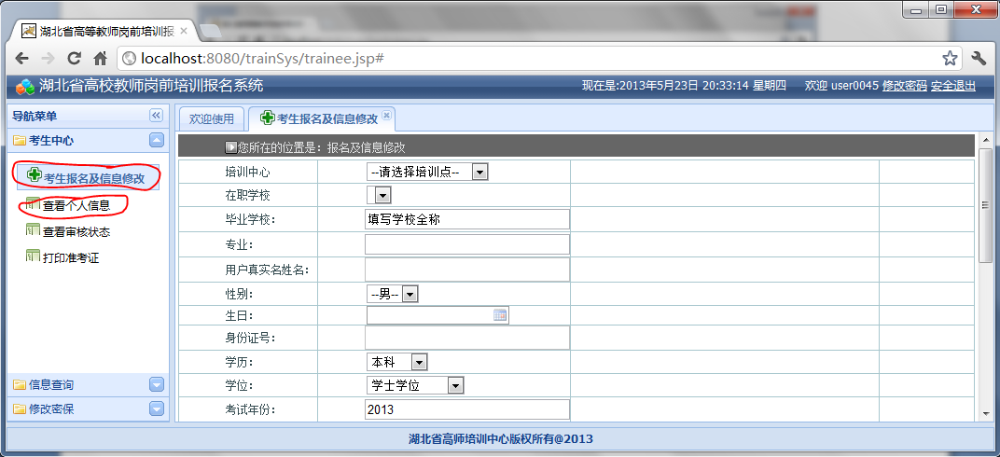 湖北省高等教师岗前培训报
localhost:8080/trainSys/trainee.jsp#
湖北省高校教师岗前培训报名系统 现在是:2013年5月23日 20:33:14 星期四 欢迎 user0045 修改密码 安全退出
导航菜单
考生中心
考生报名及信息修改
查看个人信息
查看审核状态
打印准考证
信息查询
修改密保
欢迎使用 考生报名及信息修改
您所在的位置是：报名及信息修改
培训中心 --请选择培训点--
在职学校
毕业学校： 填写学校全称
专业：
用户真实名姓名：
性别： --男--
生日：
身份证号：
学历： 本科
学位： 学士学位
考试年份： 2013
湖北省高师培训中心版权所有@2013